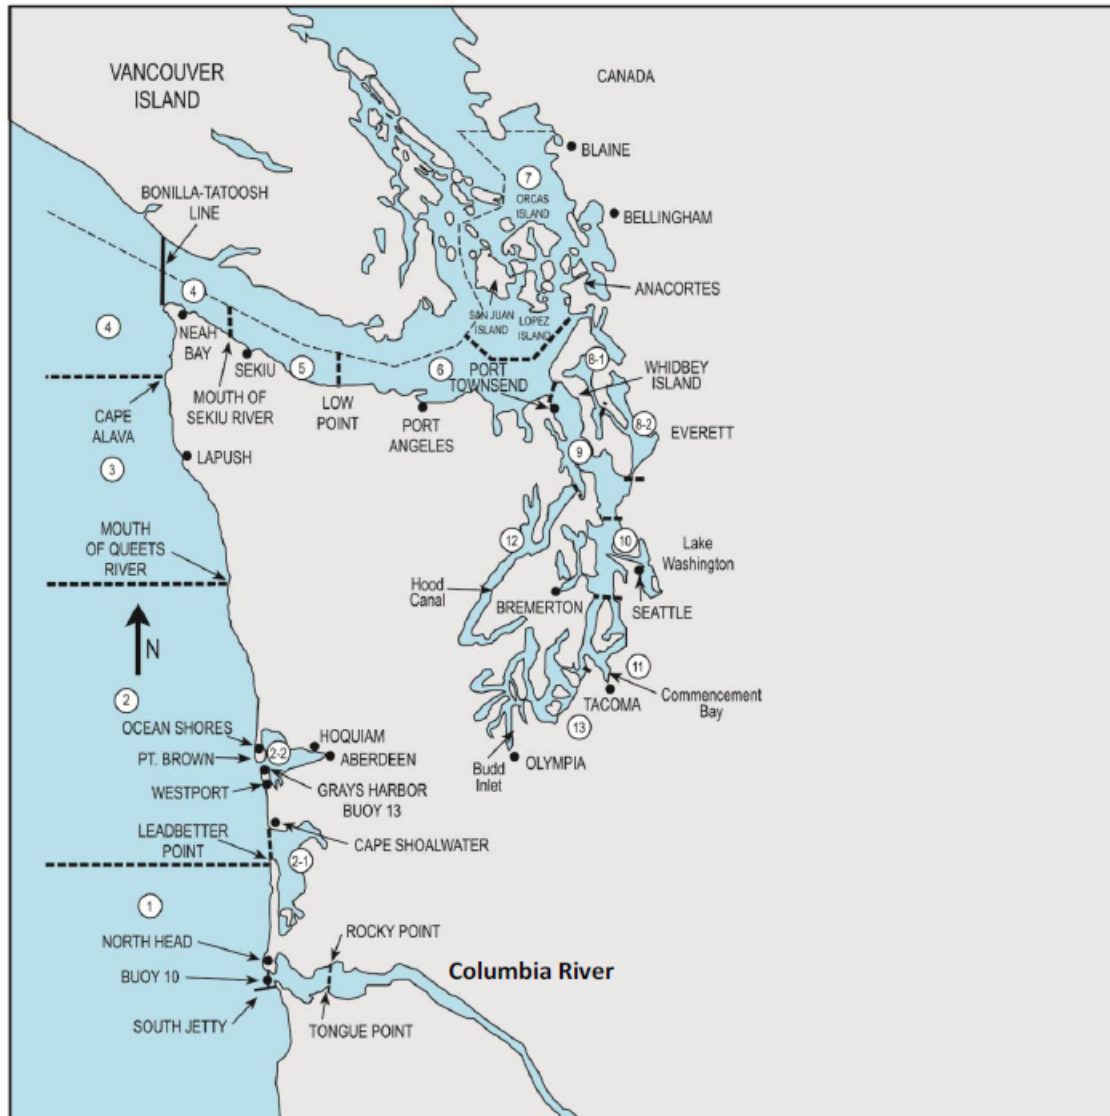 VANCOUVER
ISLAND
CANADA
BLAINE
7
ORCAS
ISLAND
BONILLA-TATOOSH
LINE
BELLINGHAM
ANACORTES
4
4
NEAH
BAY
SAN JUAN
ISLAND
LOPEZ
ISLAND
SEKIU
5
6
PORT
TOWNSEND
8-1
WHIDBEY
ISLAND
MOUTH OF
SEKIU RIVER
LOW
POINT
PORT
ANGELES
CAPE
ALAVA
8-2
EVERETT
3
LAPUSH
9
MOUTH
OF QUEETS
RIVER
12
10
Lake
Washington
Hood
Canal
BREMERTON
SEATTLE
N
11
2
TACOMA
Commencement
Bay
13
OCEAN SHORES
2-2
HOQUIAM
PT. BROWN
ABERDEEN
Budd
Inlet
OLYMPIA
WESTPORT
GRAYS HARBOR
BUOY 13
LEADBETTER
POINT
CAPE SHOALWATER
2-1
1
NORTH HEAD
ROCKY POINT
BUOY 10
Columbia River
SOUTH JETTY
TONGUE POINT